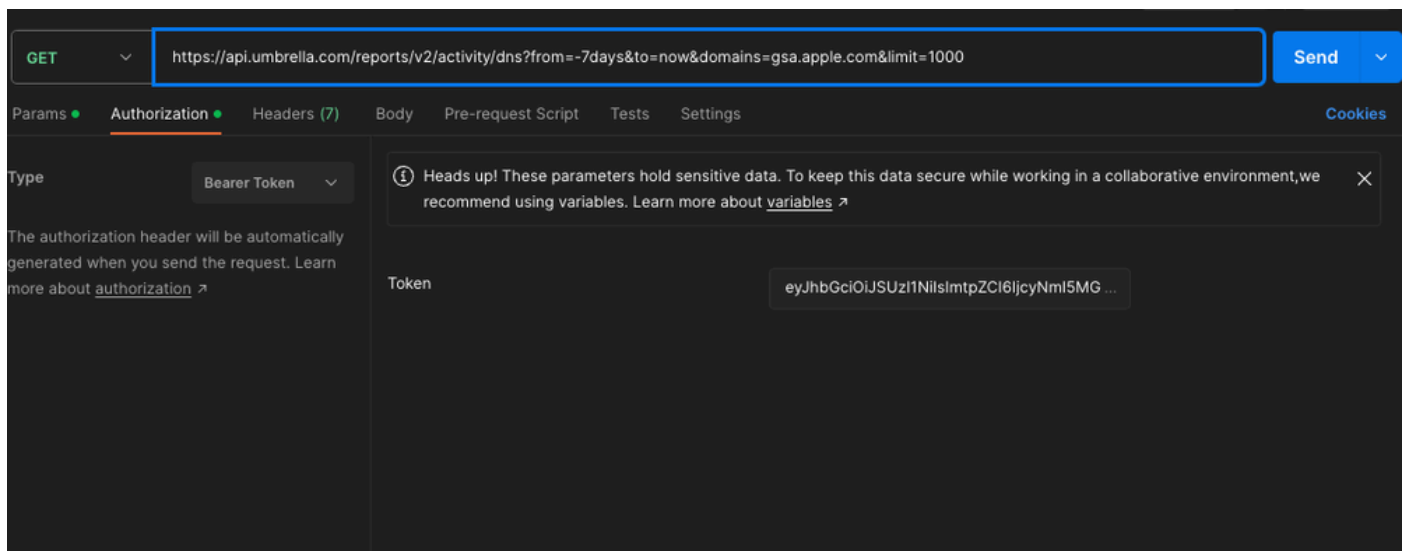 GET
https://api.umbrella.com/reports/v2/activity/dns?from=-7days&to=now&domains=gsa.apple.com&limit=1000
Send
Params
Authorization
Headers (7)
Body
Pre-request Script
Tests
Settings
Cookies
Type
Bearer Token
The authorization header will be automatically
generated when you send the request. Learn
more about authorization ↗
Heads up! These parameters hold sensitive data. To keep this data secure while working in a collaborative environment,we
recommend using variables. Learn more about variables ↗
Token
eyJhbGciOiJSUzI1NiIsImtpZCI6IjcyNmI5MG ...